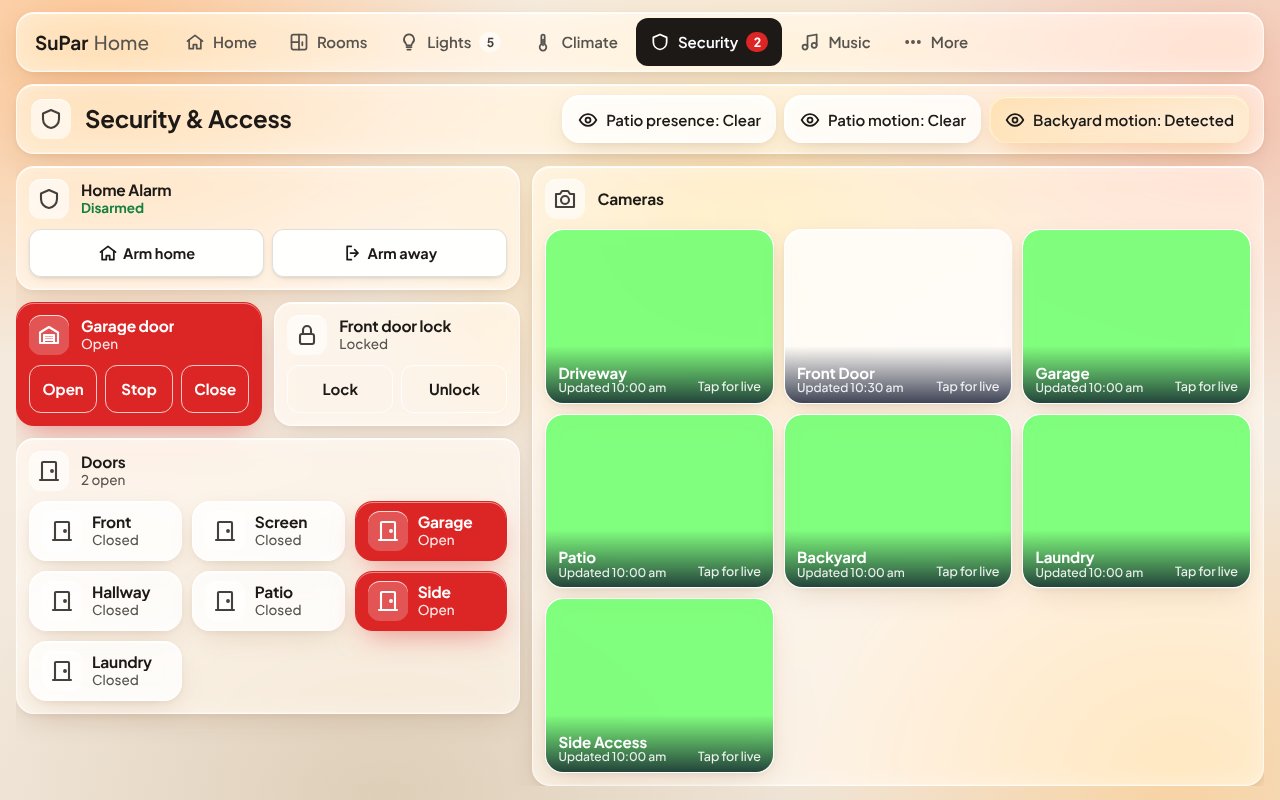 SuPar Home
Home
Rooms
Lights 5
Climate
Security 2
Music
More
Security & Access
Patio presence: Clear
Patio motion: Clear
Backyard motion: Detected
Home Alarm
Disarmed
Arm home
Arm away
Garage door
Open
Open
Stop
Close
Front door lock
Locked
Lock
Unlock
Doors
2 open
Front
Closed
Screen
Closed
Garage
Open
Hallway
Closed
Patio
Closed
Side
Open
Laundry
Closed
Cameras
Driveway
Updated 10:00 am
Tap for live
Front Door
Updated 10:30 am
Tap for live
Garage
Updated 10:00 am
Tap for live
Patio
Updated 10:00 am
Tap for live
Backyard
Updated 10:00 am
Tap for live
Laundry
Updated 10:00 am
Tap for live
Side Access
Updated 10:00 am
Tap for live